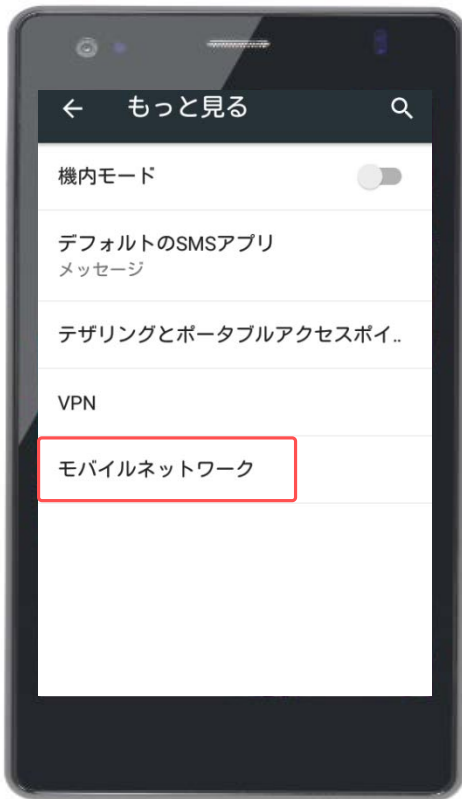 もっと見る
機内モード
デフォルトのSMSアプリ
メッセージ
テザリングとポータブルアクセスポイ..
VPN
モバイルネットワーク